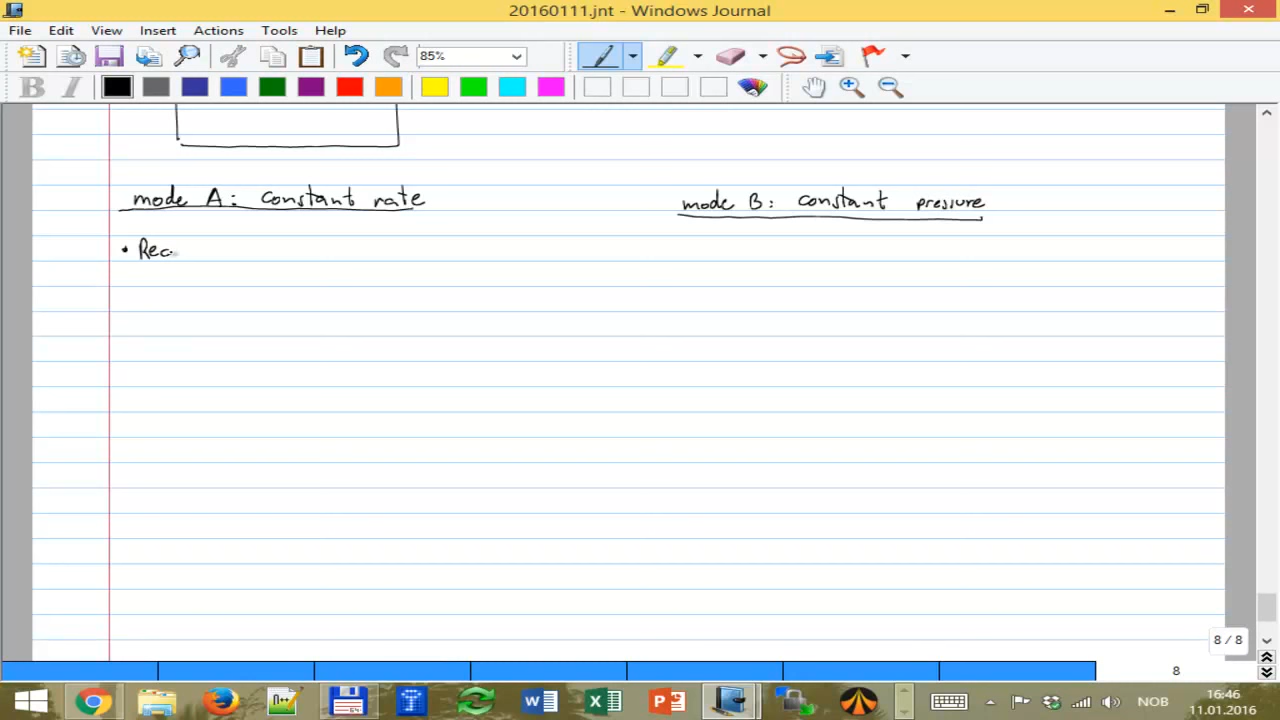 20160111.jnt - Windows Journal
File Edit View Insert Actions Tools Help
85%
B I
mode A: constant rate
mode B: constant pressure
• Rec
8 / 8
8
64
NOB
16:46
11.01.2016